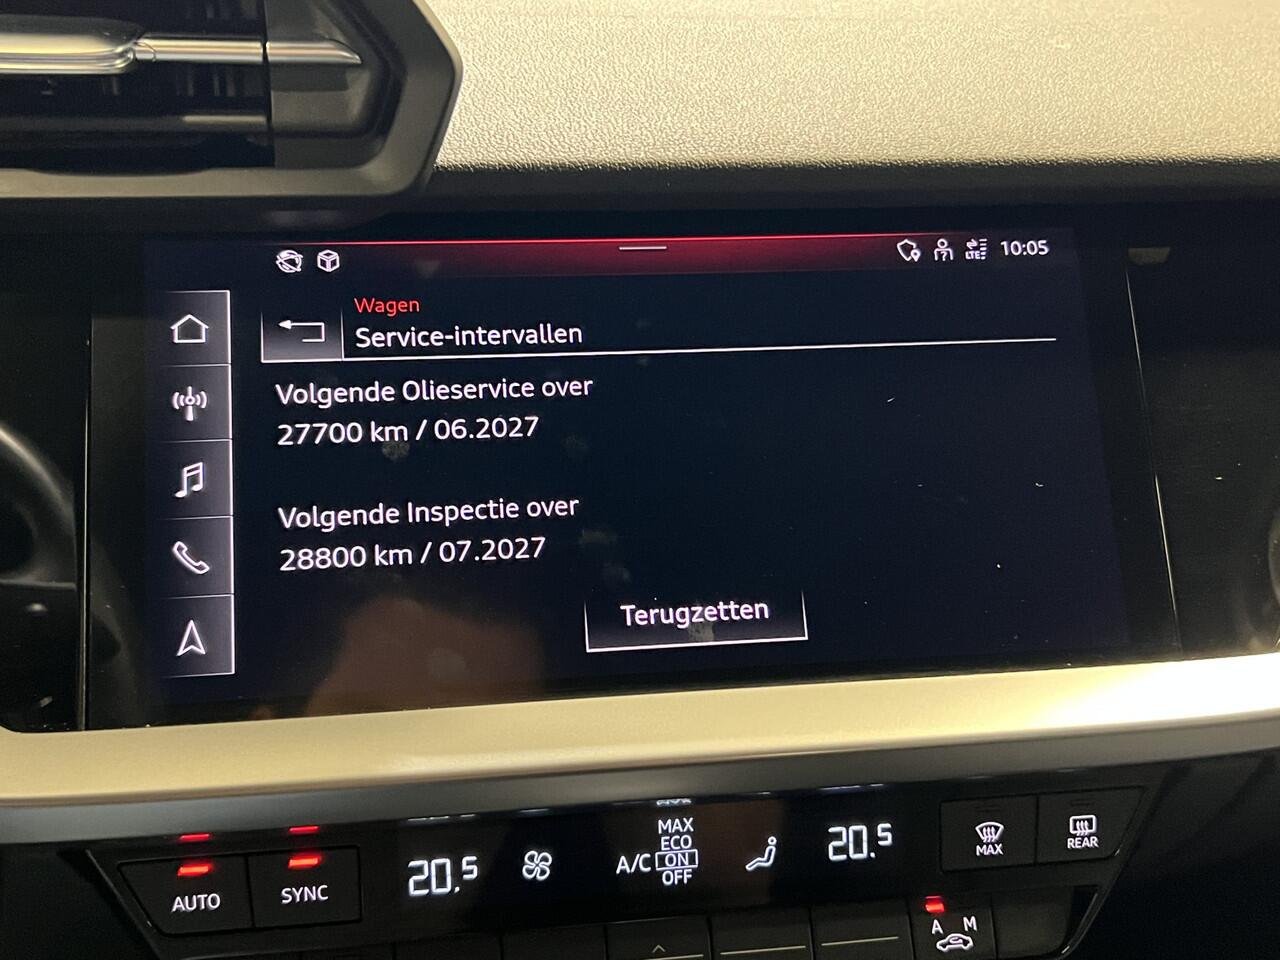 LTE 10:05
Wagen
Service-intervallen
Volgende Olieservice over
27700 km / 06.2027
Volgende Inspectie over
28800 km / 07.2027
Terugzetten
AUTO
SYNC
20.5
A/C
MAX
ECO
ON
OFF
20.5
MAX
REAR
A M